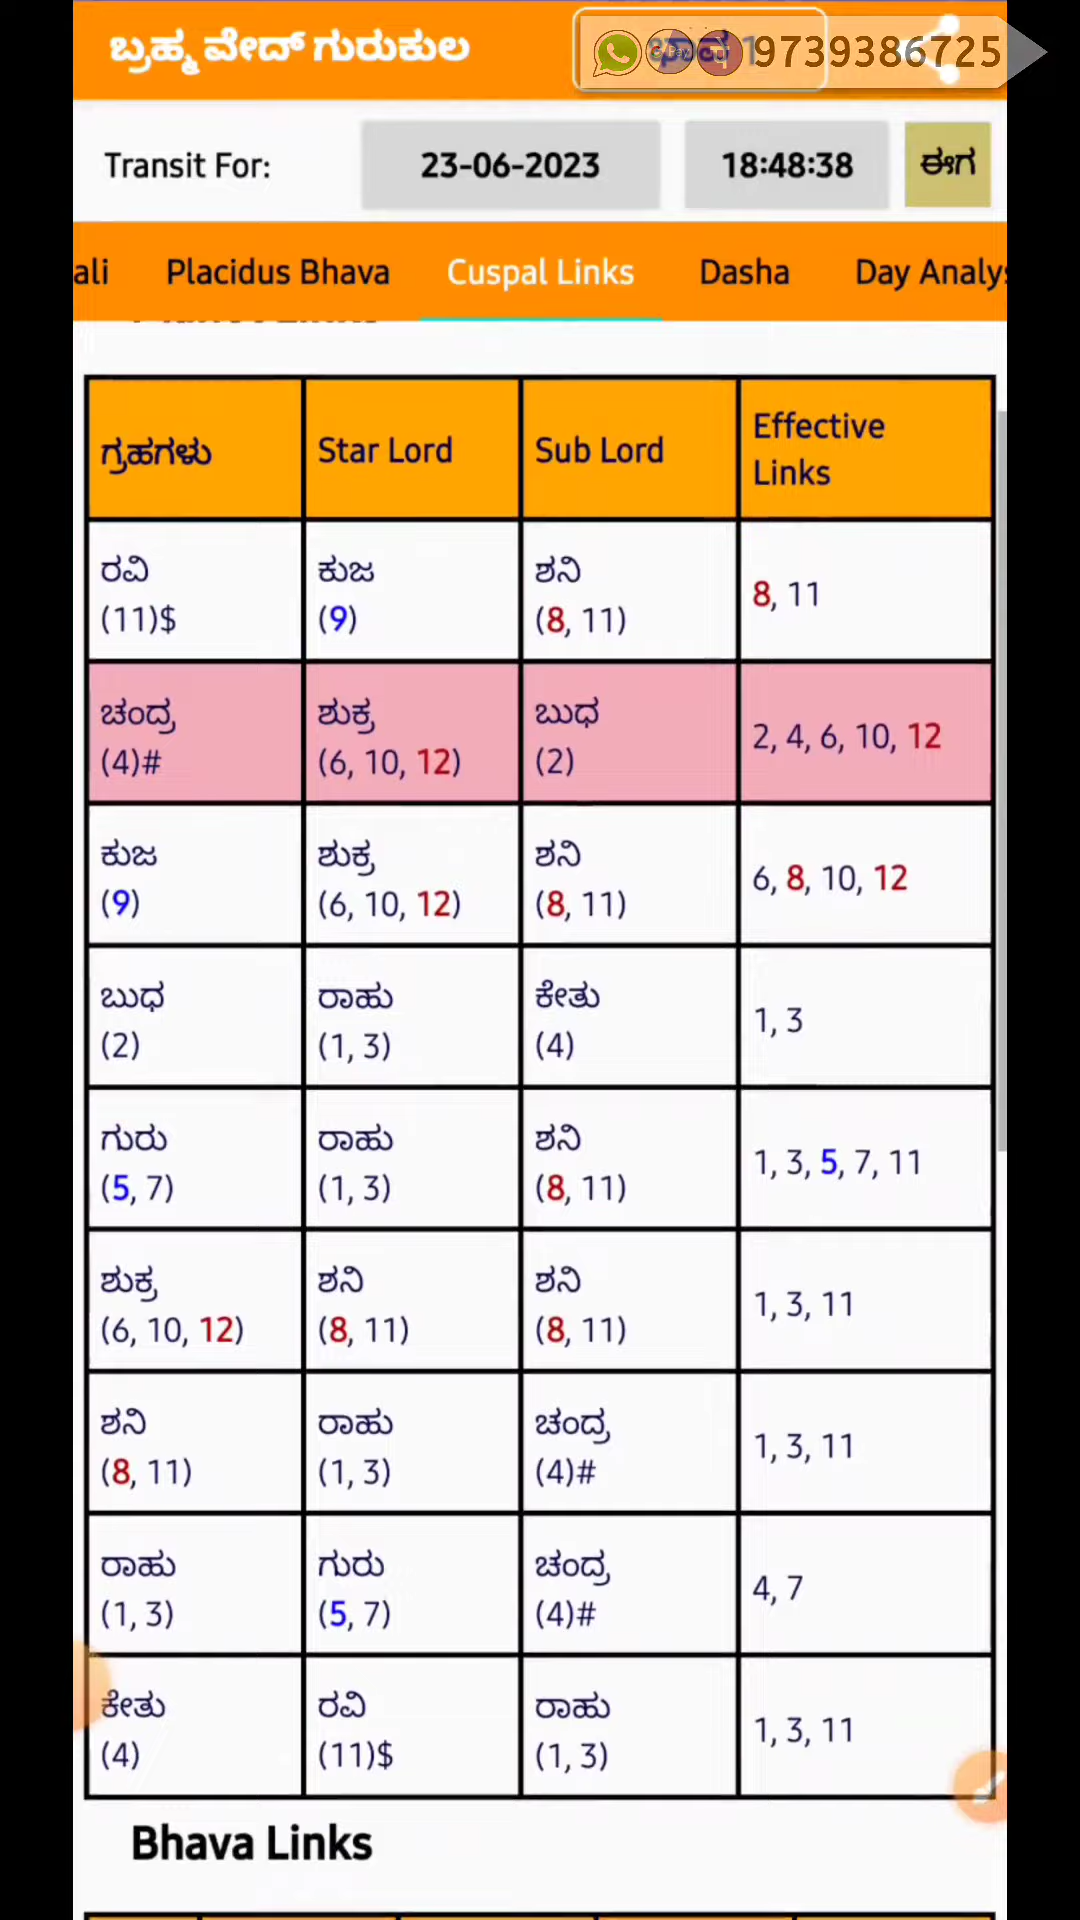 ಬ್ರಹ್ಮ ವೇದ್ ಗುರುಕುಲ
9739386725
Transit For: 23-06-2023 18:48:38 ಈಗ
ali Placidus Bhava Cuspal Links Dasha Day Analys
ಗ್ರಹಗಳು Star Lord Sub Lord Effective Links
ರವಿ ಕುಜ ಶನಿ 8, 11
(11)$ (9) (8, 11)
ಚಂದ್ರ ಶುಕ್ರ ಬುಧ 2, 4, 6, 10, 12
(4)# (6, 10, 12) (2)
ಕುಜ ಶುಕ್ರ ಶನಿ 6, 8, 10, 12
(9) (6, 10, 12) (8, 11)
ಬುಧ ರಾಹು ಕೇತು 1, 3
(2) (1, 3) (4)
ಗುರು ರಾಹು ಶನಿ 1, 3, 5, 7, 11
(5, 7) (1, 3) (8, 11)
ಶುಕ್ರ ಶನಿ ಶನಿ 1, 3, 11
(6, 10, 12) (8, 11) (8, 11)
ಶನಿ ರಾಹು ಚಂದ್ರ 1, 3, 11
(8, 11) (1, 3) (4)#
ರಾಹು ಗುರು ಚಂದ್ರ 4, 7
(1, 3) (5, 7) (4)#
ಕೇತು ರವಿ ರಾಹು 1, 3, 11
(4) (11)$ (1, 3)
Bhava Links